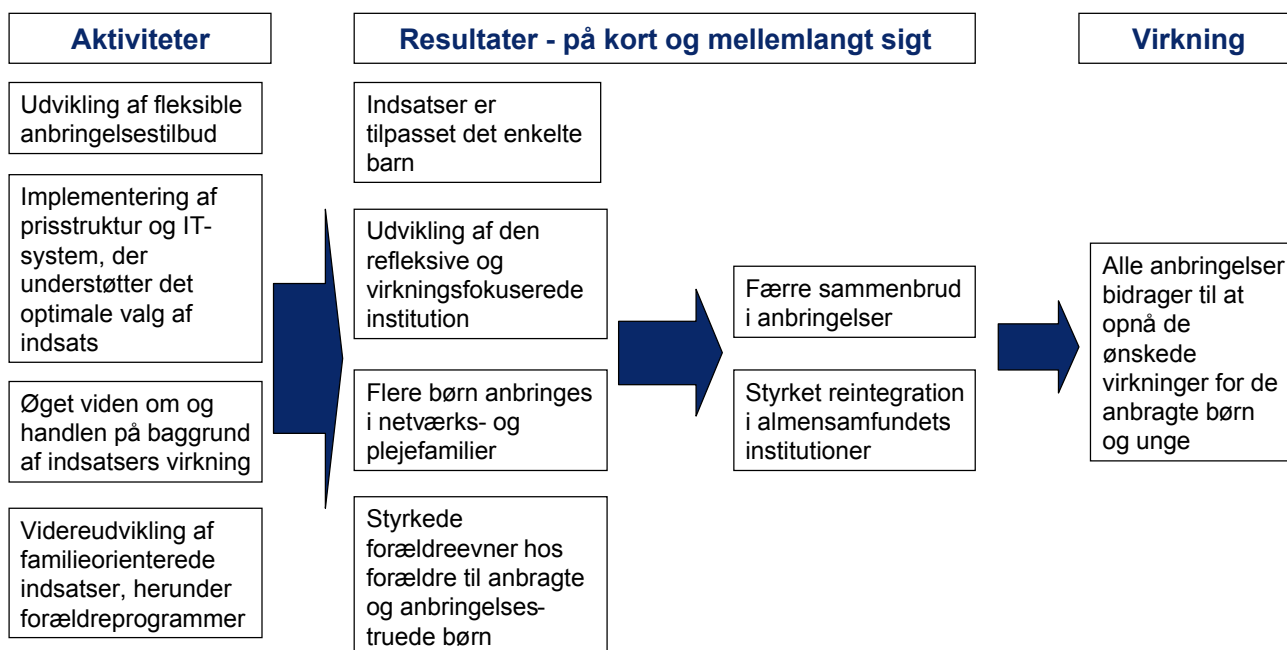 Aktiviteter
Resultater - på kort og mellemlangt sigt
Virkning
Udvikling af fleksible
anbringelsestilbud
Implementering af
prisstruktur og IT-
system, der
understøtter det
optimale valg af
indsats
Øget viden om og
handlen på baggrund
af indsatsers virkning
Videreudvikling af
familieorienterede
indsatser, herunder
forældreprogrammer
Indsatser er
tilpasset det enkelte
barn
Udvikling af den
refleksive og
virkningsfokuserede
institution
Flere børn anbringes
i netværks- og
plejefamilier
Styrkede
forældreevner hos
forældre til anbragte
og anbringelses-
truede børn
Færre sammenbrud
i anbringelser
Styrket reintegration
i almensamfundets
institutioner
Alle anbringelser
bidrager til at
opnå de
ønskede
virkninger for de
anbragte børn
og unge